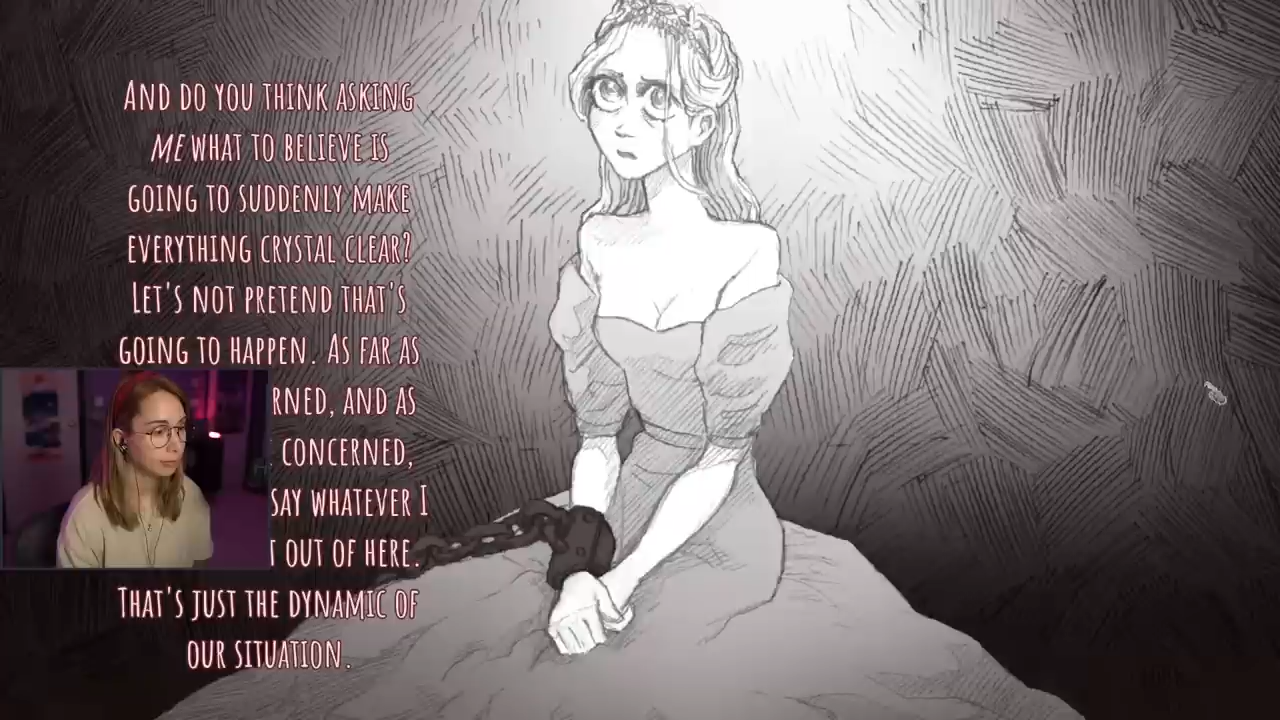 And do you think asking
me what to believe is
going to suddenly make
everything crystal clear?
Let's not pretend that's
going to happen. As far as
rned, and as
concerned,
say whatever I
t out of here.
That's just the dynamic of
our situation.